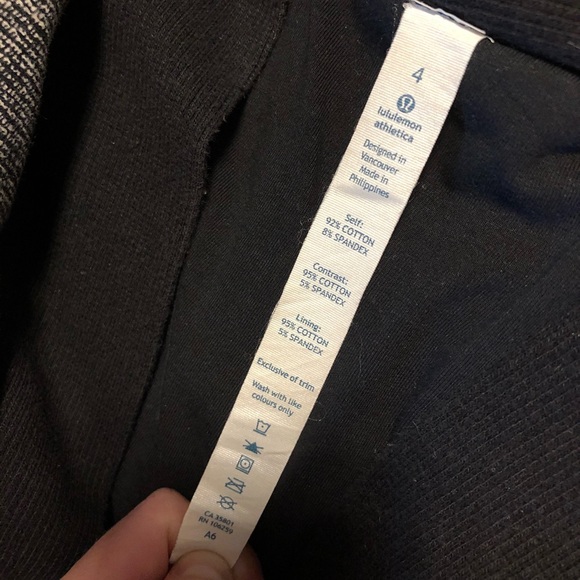 4
lululemon
athletica
Designed in
Vancouver
Made in
Philippines
Self:
92% COTTON
8% SPANDEX
Contrast:
95% COTTON
5% SPANDEX
Lining:
95% COTTON
5% SPANDEX
Exclusive of trim
Wash with like
colours only
CA 35801
RN 106259
A6